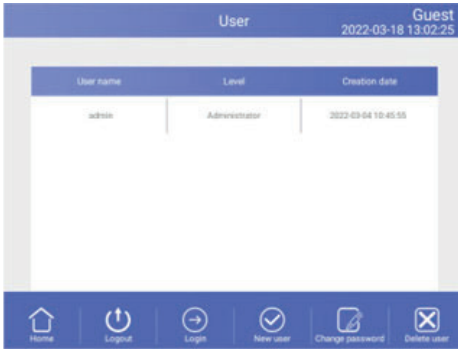 User
Guest
2022-03-18 13:02:25
User name Level Creation date
admin Administrator 2022-03-04 10:45:55
Home Logout Login New user Change password Delete user